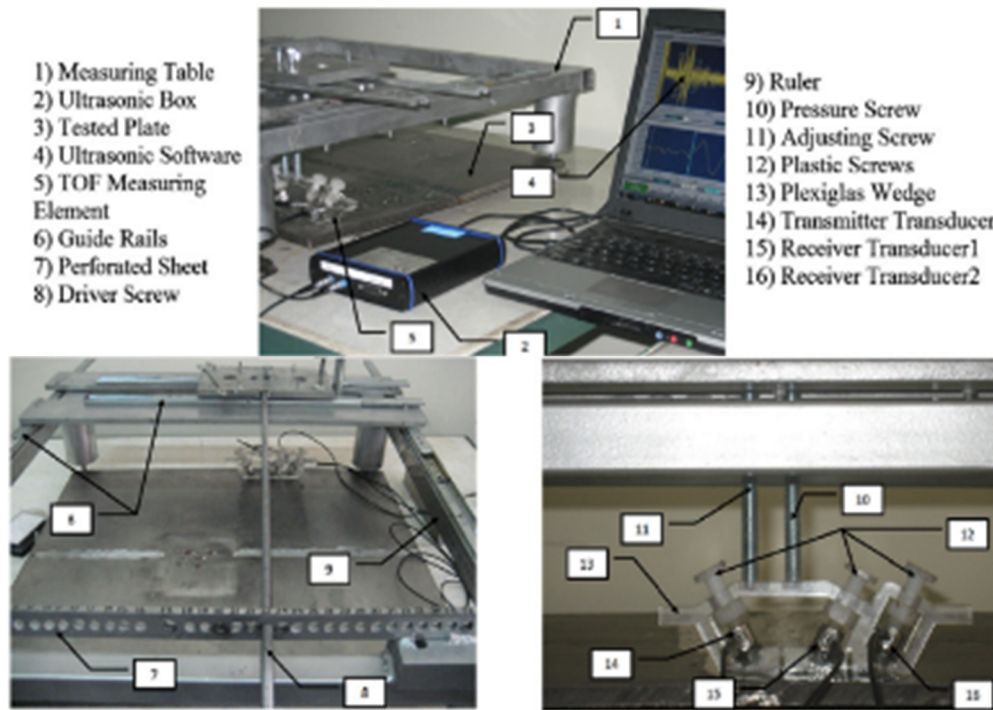 1) Measuring Table
2) Ultrasonic Box
3) Tested Plate
4) Ultrasonic Software
5) TOF Measuring
Element
6) Guide Rails
7) Perforated Sheet
8) Driver Screw
9) Ruler
10) Pressure Screw
11) Adjusting Screw
12) Plastic Screws
13) Plexiglas Wedge
14) Transmitter Transducer
15) Receiver Transducer1
16) Receiver Transducer2
1
3
4
5
2
6
9
7
8
11
10
12
13
14
15
16